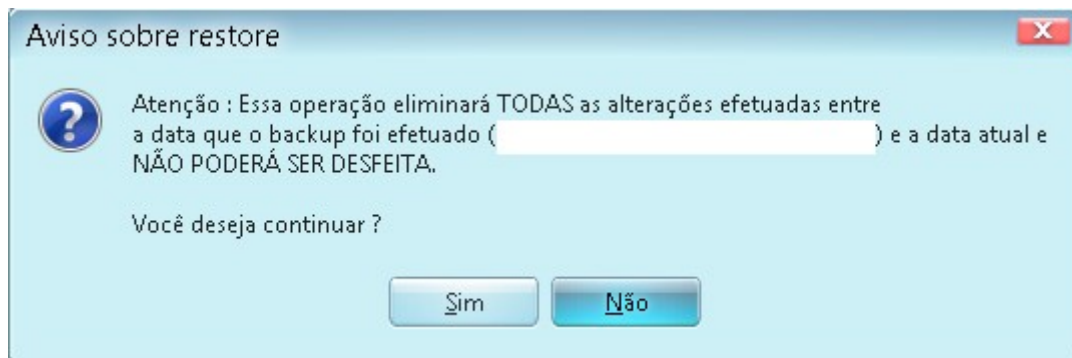 Aviso sobre restore
Atenção : Essa operação eliminará TODAS as alterações efetuadas entre
a data que o backup foi efetuado ( ) e a data atual e
NÃO PODERÁ SER DESFEITA.
Você deseja continuar ?
Sim
Não